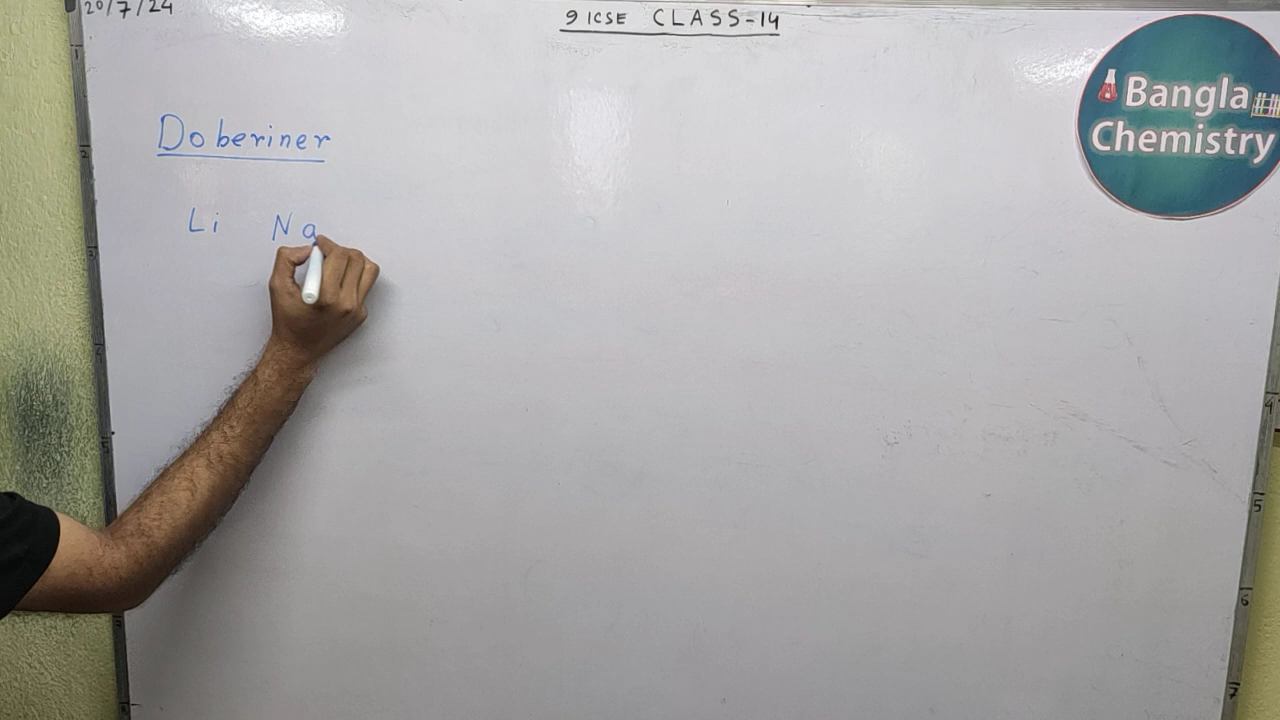 20/7/24
9 ICSE CLASS-14
Bangla
Chemistry
Doberiner
Li Na